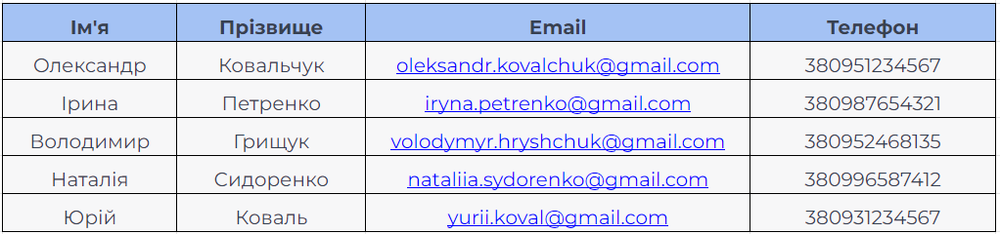 Ім'я Прізвище Email Телефон
Олександр Ковальчук oleksandr.kovalchuk@gmail.com 380951234567
Ірина Петренко iryna.petrenko@gmail.com 380987654321
Володимир Грищук volodymyr.hryshchuk@gmail.com 380952468135
Наталія Сидоренко nataliia.sydorenko@gmail.com 380996587412
Юрій Коваль yurii.koval@gmail.com 380931234567